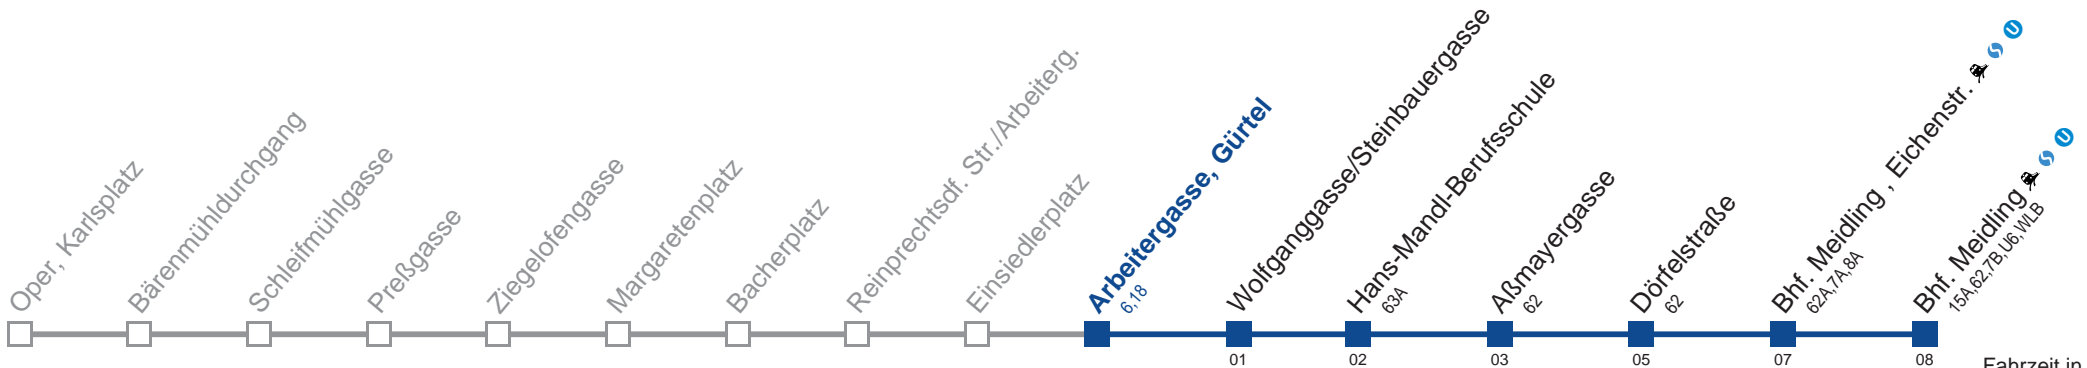 Oper, Karlsplatz
Bärenmühldurchgang
Schleifmühlgasse
Preßgasse
Ziegelofengasse
Margaretenplatz
Bacherplatz
Reinprechtsdf. Str./Arbeiterg.
Einsiedlerplatz
Arbeitergasse, Gürtel
6,18
Wolfganggasse/Steinbauergasse
Hans-Mandl-Berufsschule
63A
Aßmayergasse
62
Dörfelstraße
62
Bhf. Meidling , Eichenstr. S U
62A,7A,8A
Bhf. Meidling S U
15A,62,7B,U6,WLB
01
02
03
05
07
08
Fahrzeit in